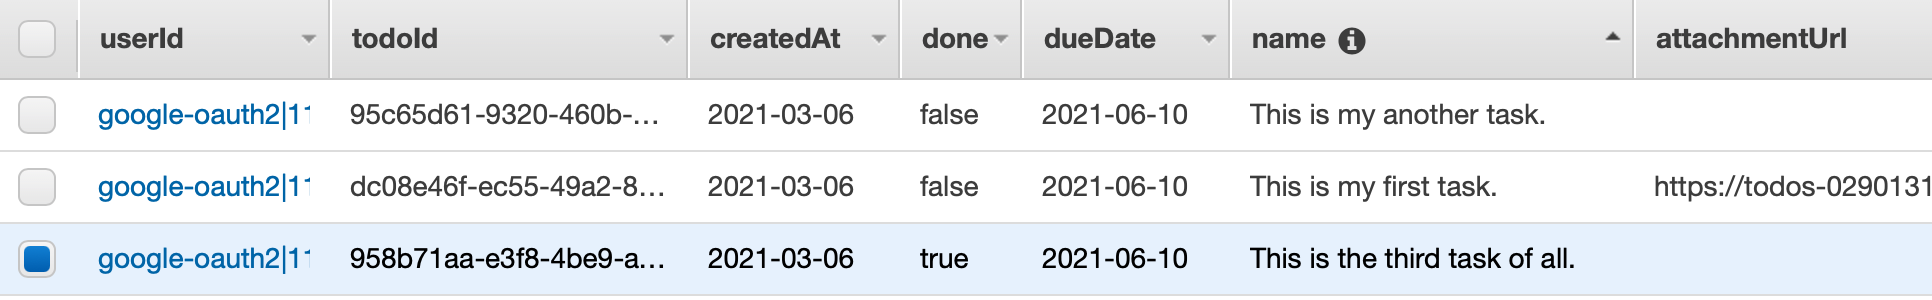 userId todoId createdAt done dueDate name attachmentUrl
google-oauth2|11 95c65d61-9320-460b-... 2021-03-06 false 2021-06-10 This is my another task.
google-oauth2|11 dc08e46f-ec55-49a2-8... 2021-03-06 false 2021-06-10 This is my first task. https://todos-0290131
google-oauth2|11 958b71aa-e3f8-4be9-a... 2021-03-06 true 2021-06-10 This is the third task of all.